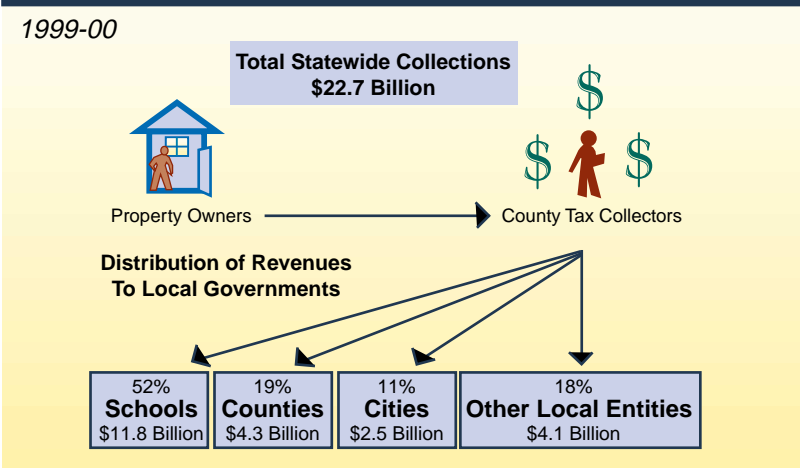 1999-00
Total Statewide Collections
$22.7 Billion
$
$
$
Property Owners
County Tax Collectors
Distribution of Revenues
To Local Governments
52%
Schools
$11.8 Billion
19%
Counties
$4.3 Billion
11%
Cities
$2.5 Billion
18%
Other Local Entities
$4.1 Billion